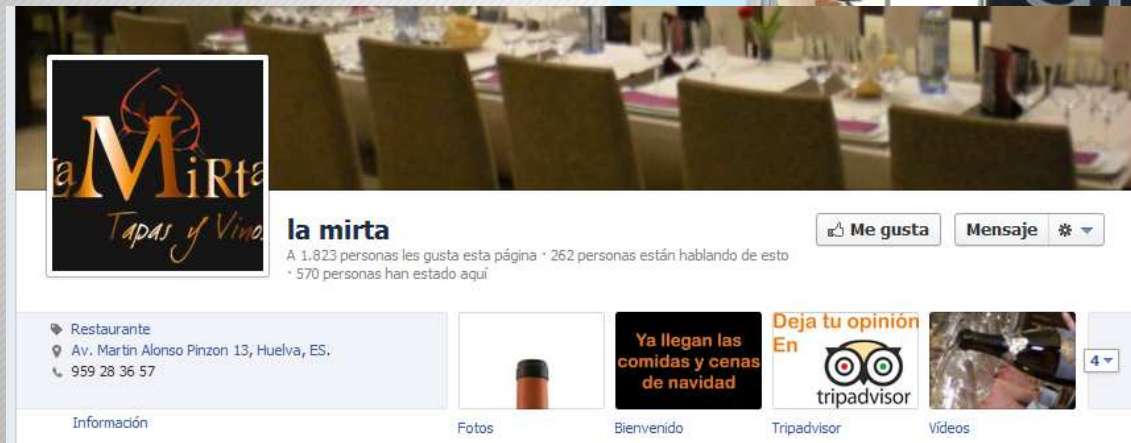 la MiRta
Tapas y Vino
la mirta
A 1.823 personas les gusta esta página · 262 personas están hablando de esto
· 570 personas han estado aquí
Me gusta
Mensaje
Restaurante
Av. Martin Alonso Pinzon 13, Huelva, ES.
959 28 36 57
Información
Fotos
Ya llegan las
comidas y cenas
de navidad
Bienvenido
Deja tu opinión
En
tripadvisor
Tripadvisor
Vídeos
4